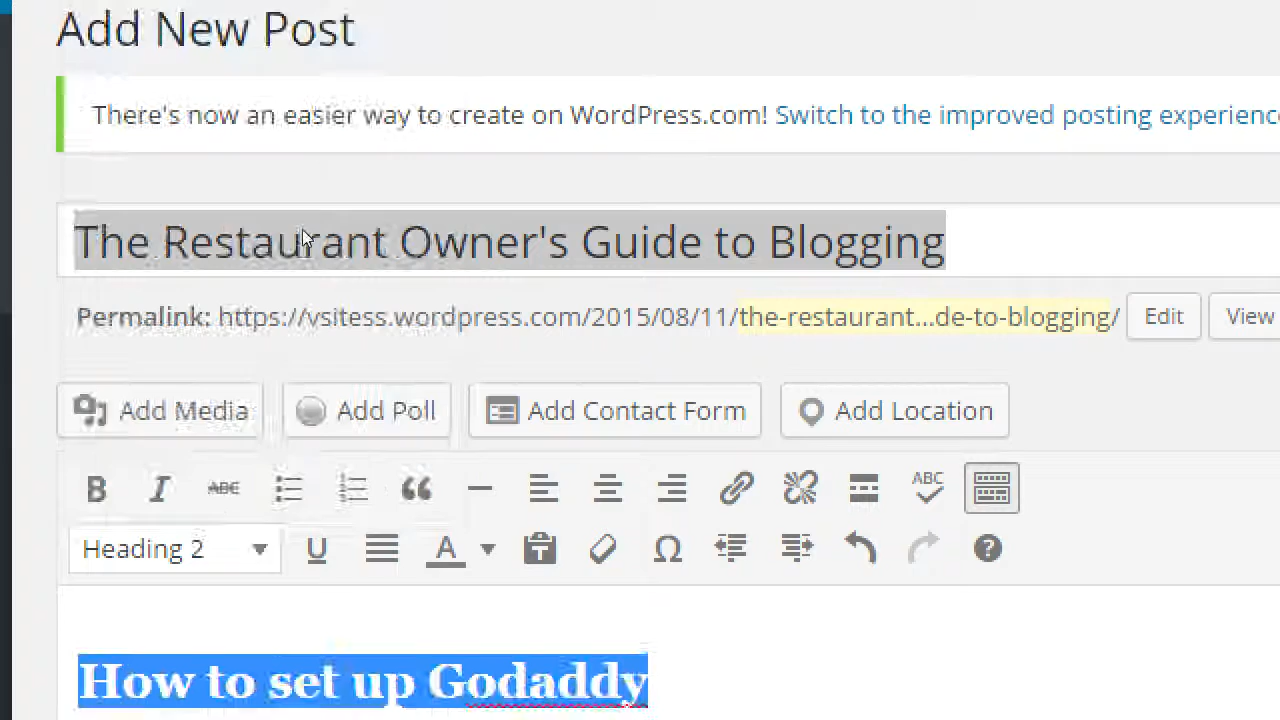 Add New Post
There's now an easier way to create on WordPress.com! Switch to the improved posting experienc
The Restaurant Owner's Guide to Blogging
Permalink: https://vsitess.wordpress.com/2015/08/11/the-restaurant...de-to-blogging/ Edit View
Add Media Add Poll Add Contact Form Add Location
B I ABC ABC
Heading 2 U A T Ω ?
How to set up Godaddy